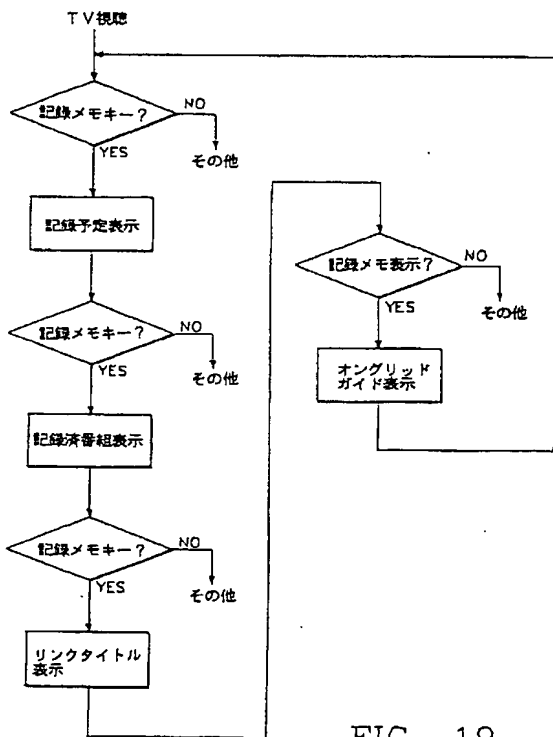 TV視聴
記録メモキー?
NO
YES
その他
記録予定表示
記録メモキー?
NO
YES
その他
記録済番組表示
記録メモキー?
NO
YES
その他
リンクタイトル
表示
記録メモ表示?
NO
YES
その他
オングリッド
ガイド表示
FIG. 18